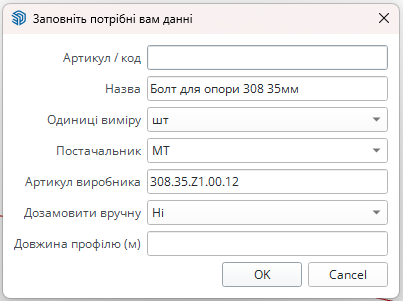 Заповніть потрібні вам данні
Артикул / код
Назва Болт для опори 308 35мм
Одиниці виміру шт
Постачальник МТ
Артикул виробника 308.35.Z1.00.12
Дозамовити вручну Ні
Довжина профілю (м)
OK Cancel